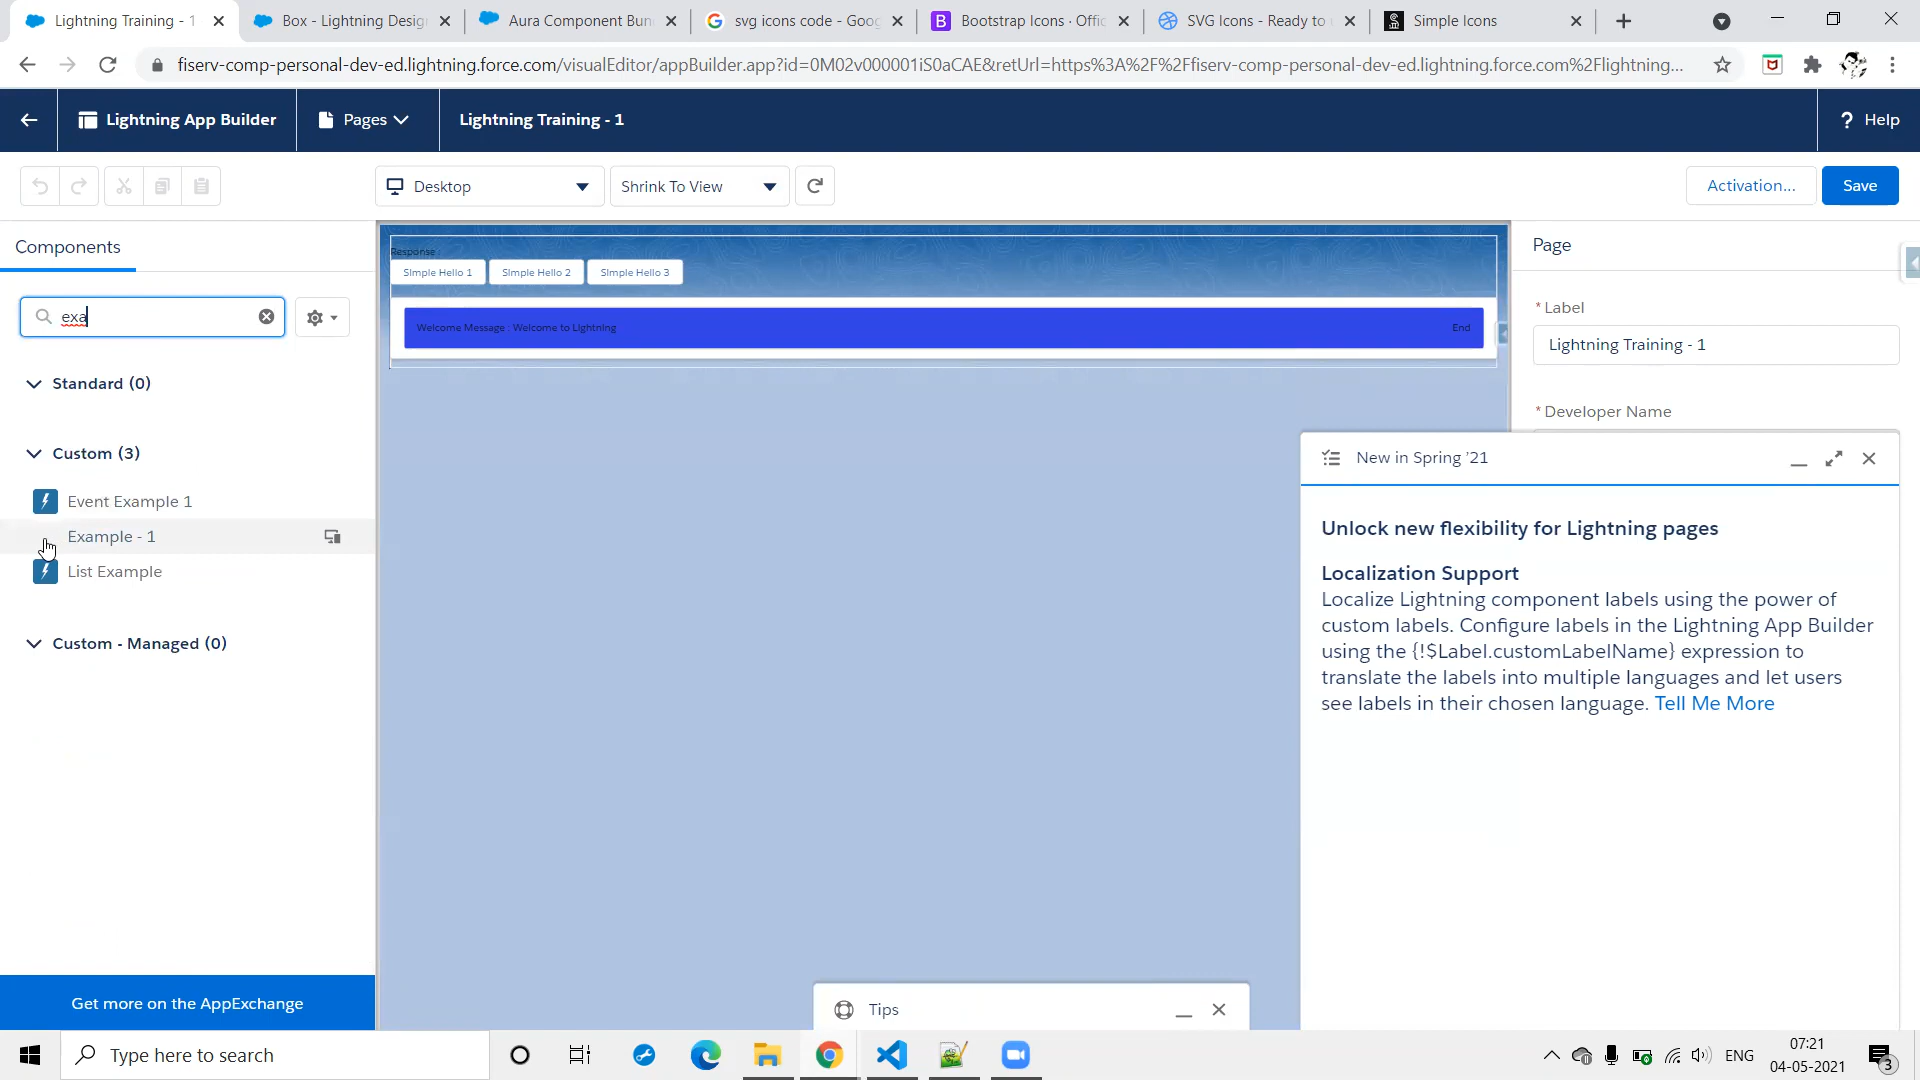 Lightning Training - 1
Box - Lightning Desig
Aura Component Bun
svg icons code - Goog
Bootstrap Icons · Offic
SVG Icons - Ready to
Simple Icons
fiserv-comp-personal-dev-ed.lightning.force.com/visualEditor/appBuilder.app?id=0M02v000001iS0aCAE&retUrl=https%3A%2F%2Ffiserv-comp-personal-dev-ed.lightning.force.com%2Flightning...
Lightning App Builder
Pages
Lightning Training - 1
? Help
Desktop
Shrink To View
Activation...
Save
Components
exa
Standard (0)
Custom (3)
Event Example 1
Example - 1
List Example
Custom - Managed (0)
Get more on the AppExchange
Response :
SImple Hello 1
SImple Hello 2
SImple Hello 3
Welcome Message : Welcome to Lightning
End
Page
* Label
Lightning Training - 1
* Developer Name
New in Spring '21
Unlock new flexibility for Lightning pages
Localization Support
Localize Lightning component labels using the power of
custom labels. Configure labels in the Lightning App Builder
using the {!$Label.customLabelName} expression to
translate the labels into multiple languages and let users
see labels in their chosen language. Tell Me More
Tips
Type here to search
ENG
07:21
04-05-2021
3